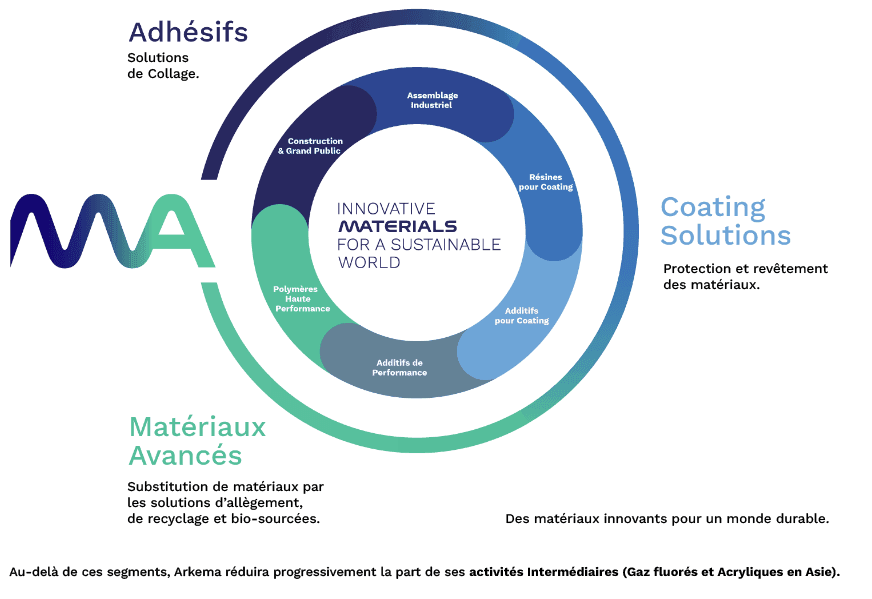 Adhésifs
Solutions
de Collage.
Assemblage
Industriel
Construction
& Grand Public
Résines
pour Coating
INNOVATIVE
MATERIALS
FOR A SUSTAINABLE
WORLD
MA
Coating
Solutions
Protection et revêtement
des matériaux.
Polymères
Haute
Performance
Additifs
pour Coating
Additifs de
Performance
Matériaux
Avancés
Substitution de matériaux par
les solutions d’allègement,
de recyclage et bio-sourcées.
Des matériaux innovants pour un monde durable.
Au-delà de ces segments, Arkema réduira progressivement la part de ses activités Intermédiaires (Gaz fluorés et Acryliques en Asie).